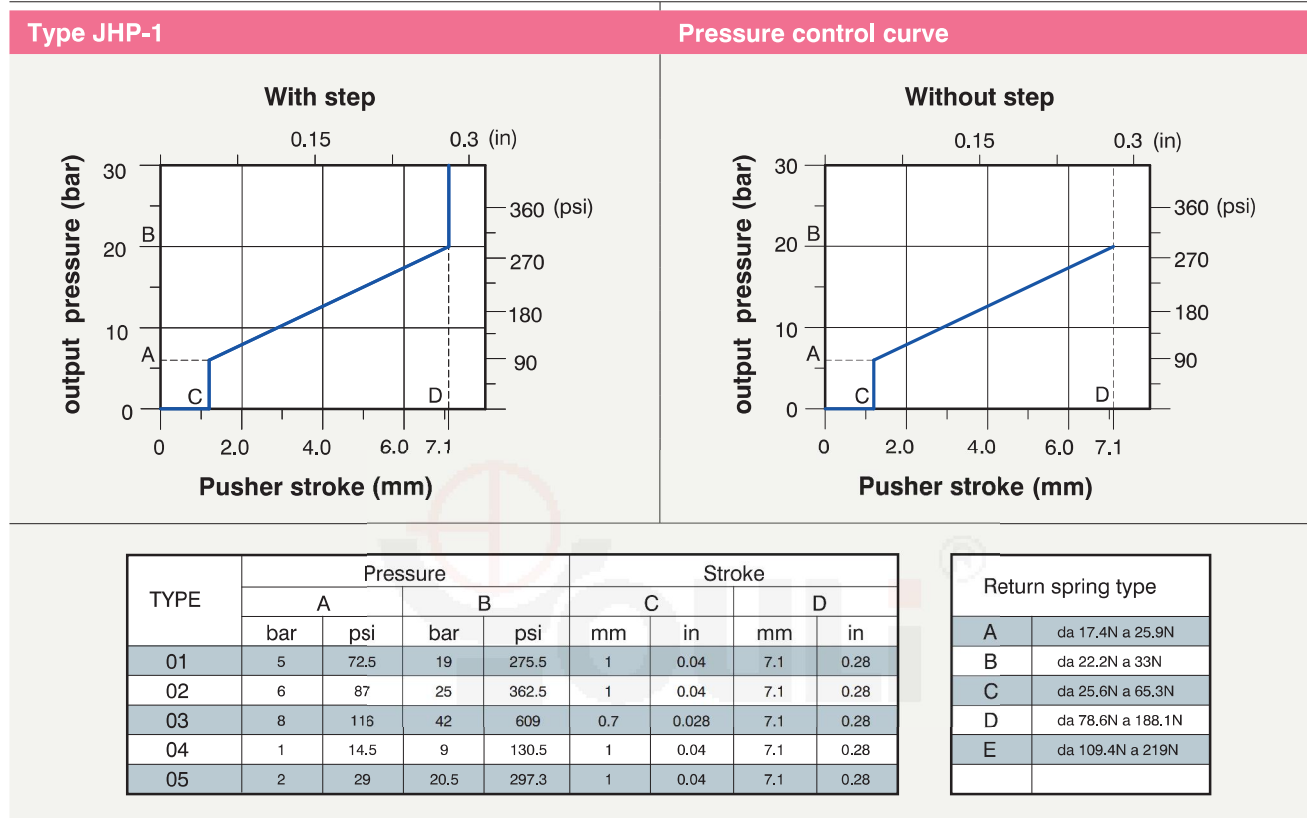 Type JHP-1
Pressure control curve
With step
0.15 0.3 (in)
output pressure (bar)
30
B
20
10
A
0
C
D
360 (psi)
270
180
90
0 2.0 4.0 6.0 7.1
Pusher stroke (mm)
Without step
0.15 0.3 (in)
output pressure (bar)
30
B
20
10
A
0
C
D
360 (psi)
270
180
90
0 2.0 4.0 6.0 7.1
Pusher stroke (mm)
TYPE Pressure Stroke
A B C D
bar psi bar psi mm in mm in
01 5 72.5 19 275.5 1 0.04 7.1 0.28
02 6 87 25 362.5 1 0.04 7.1 0.28
03 8 116 42 609 0.7 0.028 7.1 0.28
04 1 14.5 9 130.5 1 0.04 7.1 0.28
05 2 29 20.5 297.3 1 0.04 7.1 0.28
Return spring type
A da 17.4N a 25.9N
B da 22.2N a 33N
C da 25.6N a 65.3N
D da 78.6N a 188.1N
E da 109.4N a 219N
YOULI ®